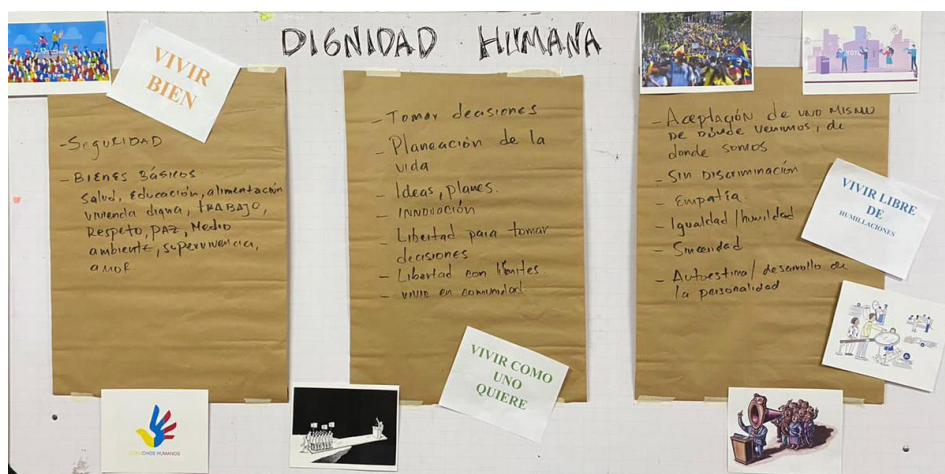 DIGNIDAD HUMANA
VIVIR
BIEN
- SEGURIDAD
- BIENES BÁSICOS
Salud, Educación, alimentación
vivienda digna, TRABAJO,
Respeto, PAZ, Medio
ambiente, supervivencia,
amor
- Tomar decisiones
- Planeación de la
vida
- Ideas, planes.
- INNOVACIÓN
- Libertad para tomar
decisiones
- Libertad con límites.
- vivir en comunidad.
VIVIR COMO
UNO
QUIERE
- Aceptación de UNO MISMO
DE DÓNDE VENIMOS, de
donde somos
- Sin Discriminación
- Empatía.
- Igualdad/humildad
- Sinceridad
- Autoestima/desarrollo de
la personalidad
VIVIR LIBRE
DE
HUMILLACIONES
HUMANOS